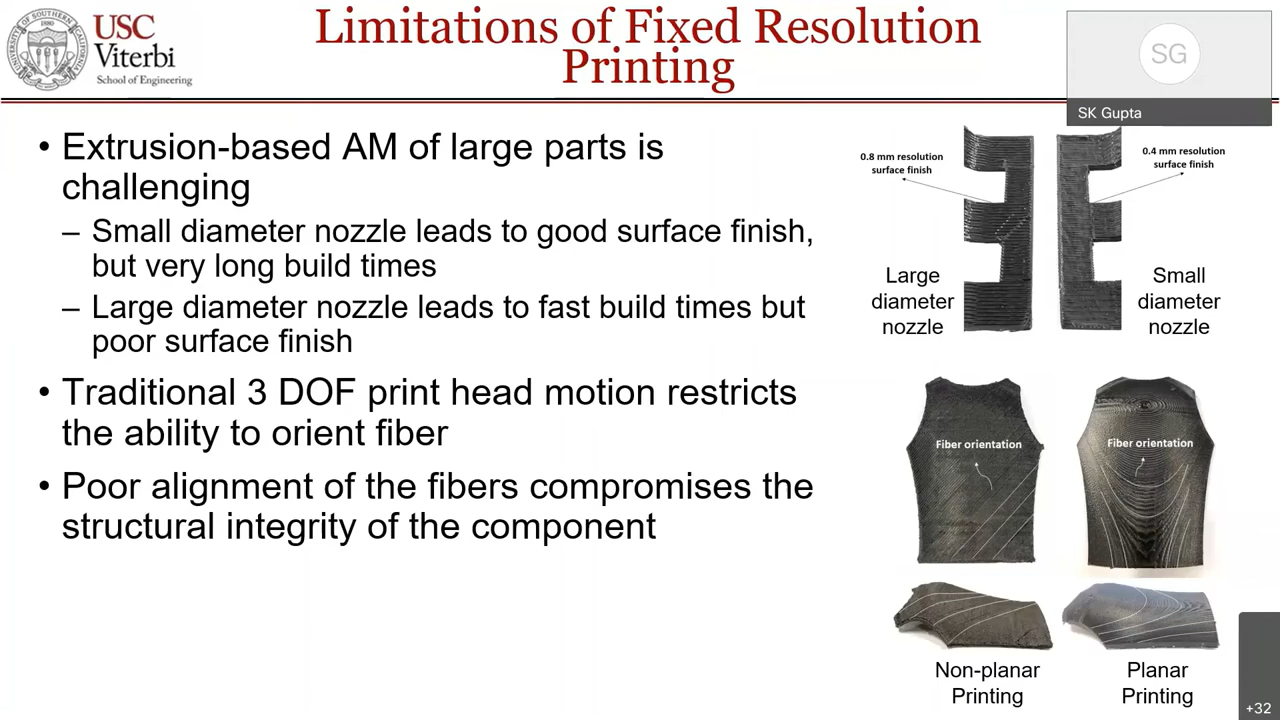 USC
Viterbi
School of Engineering
Limitations of Fixed Resolution
Printing
SG
SK Gupta
• Extrusion-based AM of large parts is
challenging
– Small diameter nozzle leads to good surface finish,
but very long build times
– Large diameter nozzle leads to fast build times but
poor surface finish
• Traditional 3 DOF print head motion restricts
the ability to orient fiber
• Poor alignment of the fibers compromises the
structural integrity of the component
0.8 mm resolution
surface finish
0.4 mm resolution
surface finish
Large
diameter
nozzle
Small
diameter
nozzle
Fiber orientation
Fiber orientation
Non-planar
Printing
Planar
Printing
+32